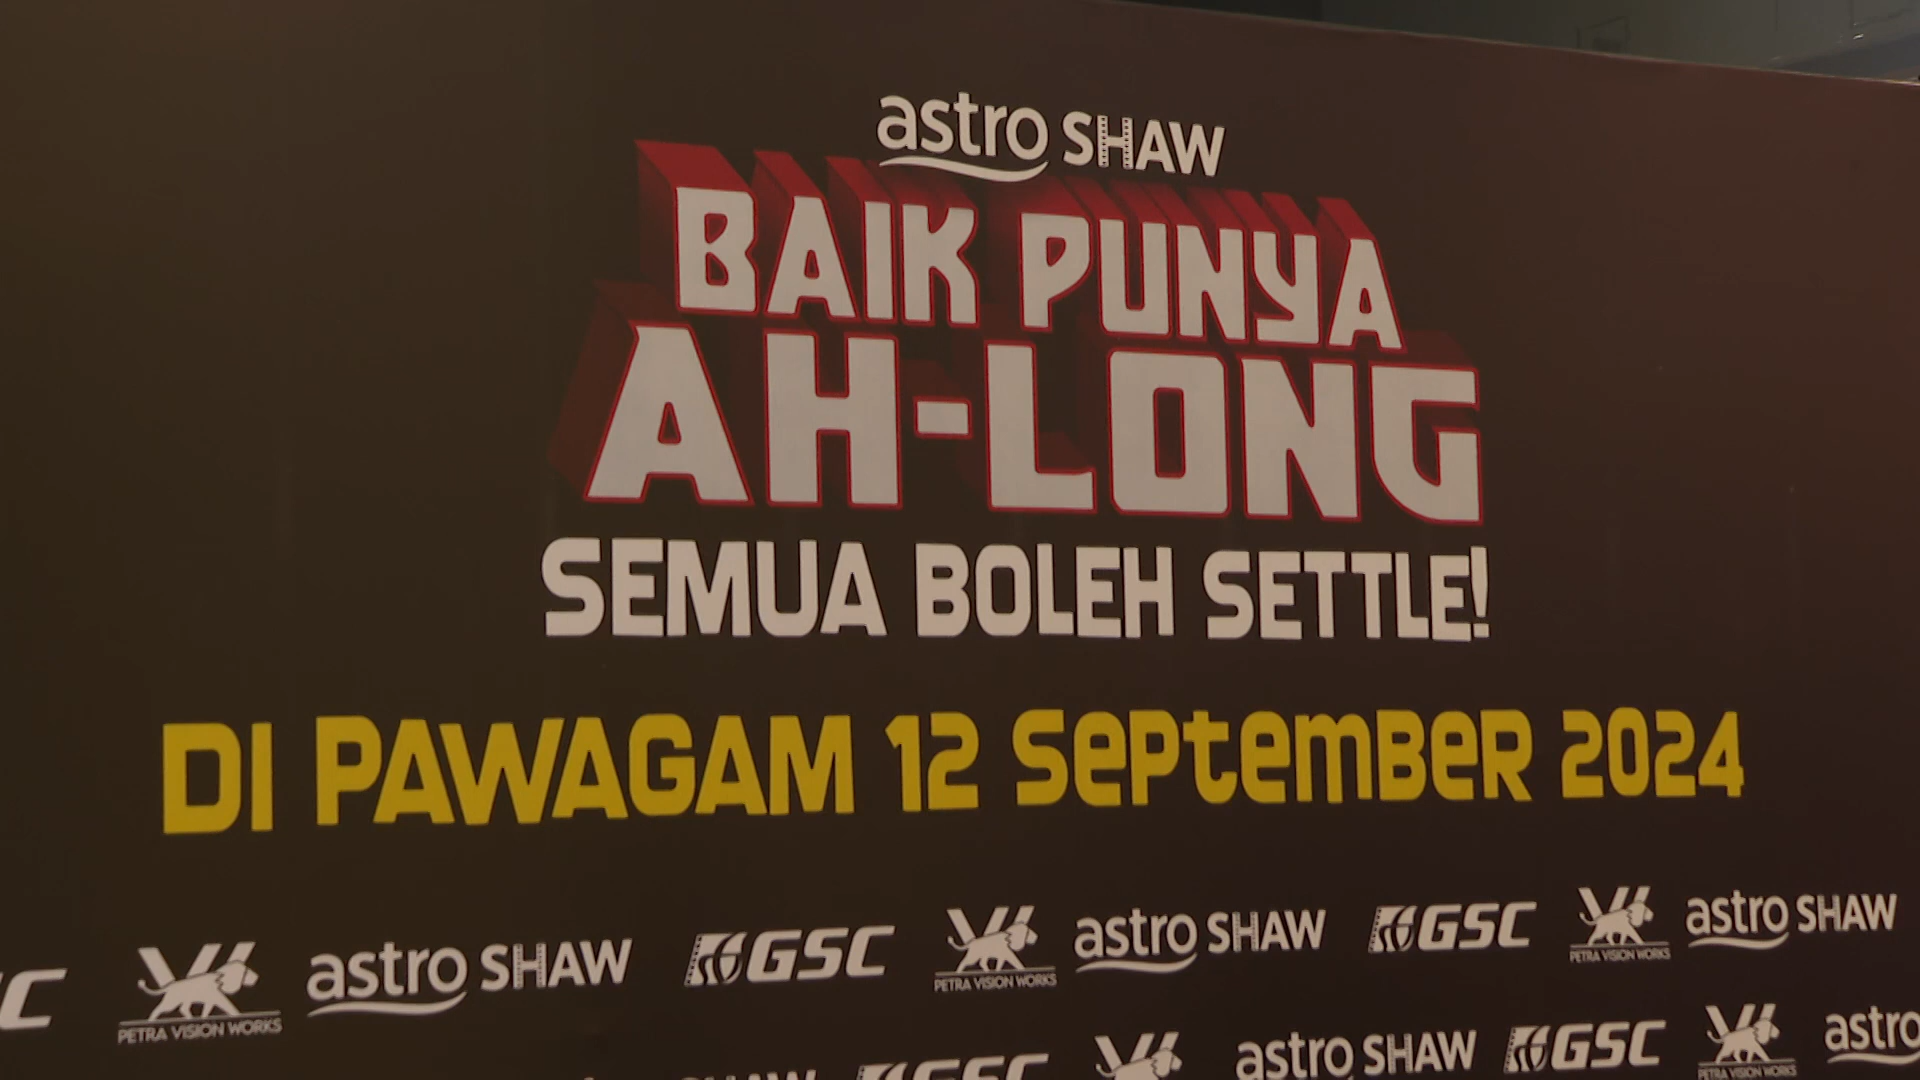 astro SHAW
BAIK PUNYA
AH-LONG
SEMUA BOLEH SETTLE!
DI PAWAGAM 12 SEPTEMBER 2024
PETRA VISION WORKS astro SHAW GSC PETRA VISION WORKS astro SHAW GSC PETRA VISION WORKS astro SHAW
astro SHAW GSC PETRA VISION WORKS astro